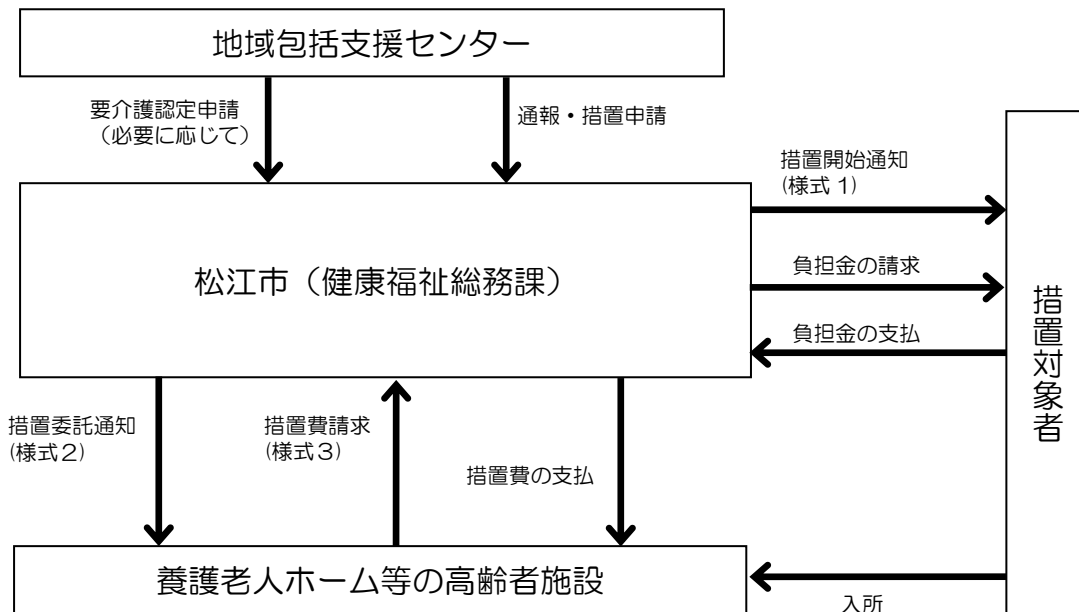 地域包括支援センター
要介護認定申請
（必要に応じて）
通報・措置申請
措置開始通知
(様式 1)
松江市（健康福祉総務課）
負担金の請求
負担金の支払
措置対象者
措置委託通知
(様式２)
措置費請求
(様式３)
措置費の支払
養護老人ホーム等の高齢者施設
入所